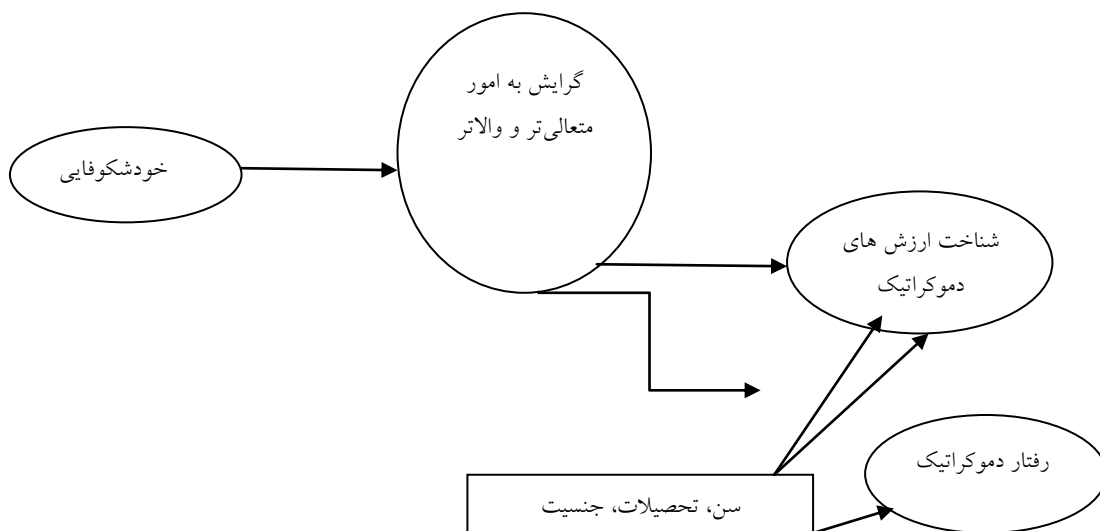 گرایش به امور
متعالی‌تر و والاتر
خودشکوفایی
شناخت ارزش های
دموکراتیک
رفتار دموکراتیک
سن، تحصیلات، جنسیت